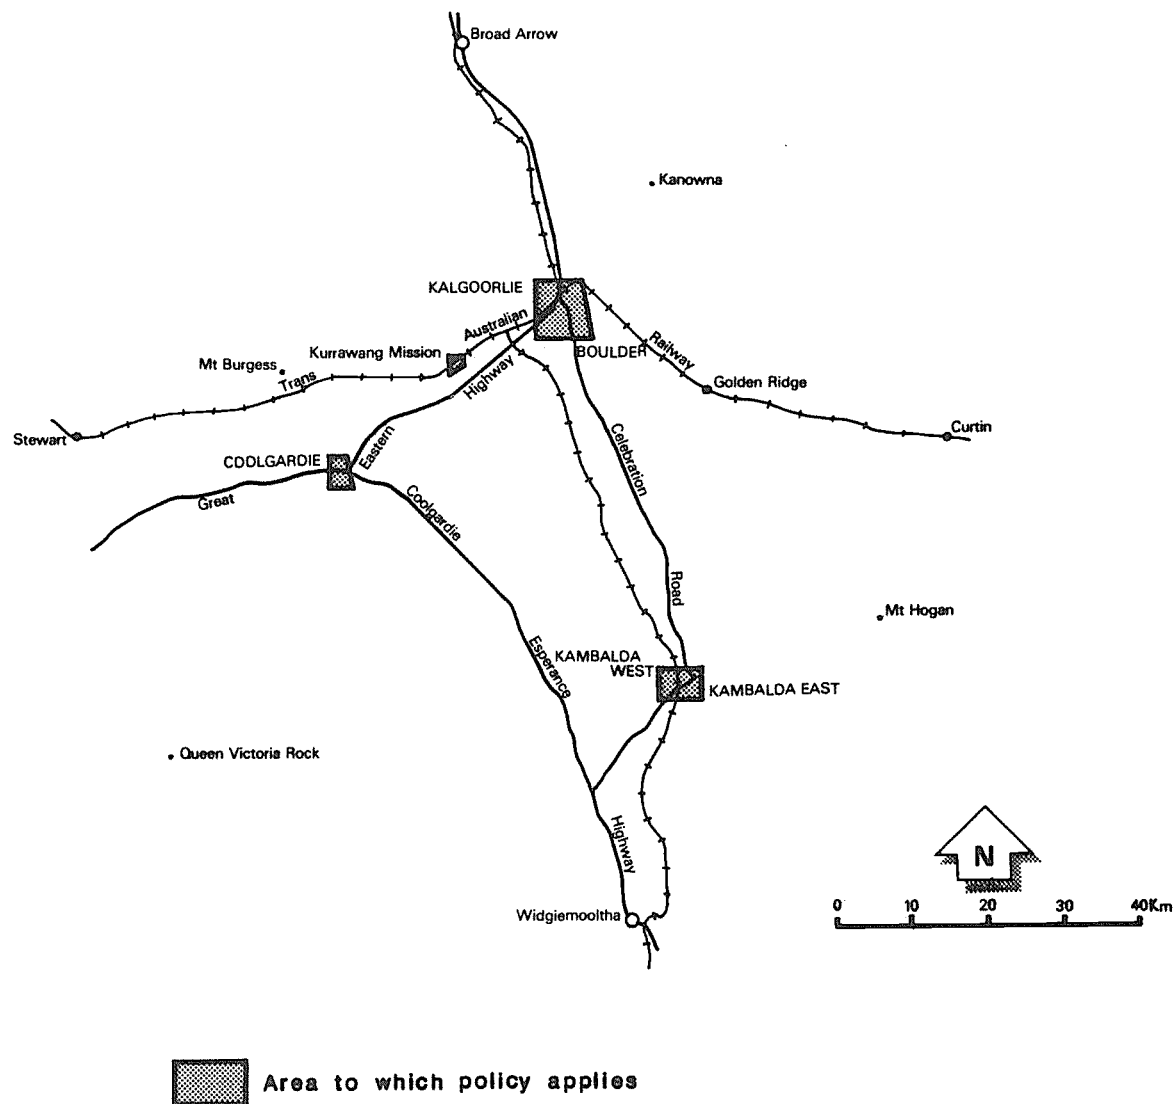 Broad Arrow
Kanowna
KALGOORLIE
Australian
BOULDER
Railway
Kurrawang Mission
Mt Burgess
Trans
Highway
Golden Ridge
Stewart
Curtin
Eastern
Celebration
COOLGARDIE
Great
Coolgardie
Road
Mt Hogan
Esperance
KAMBALDA
WEST
KAMBALDA EAST
Queen Victoria Rock
Highway
N
Widgiemooltha
0 10 20 30 40Km
Area to which policy applies